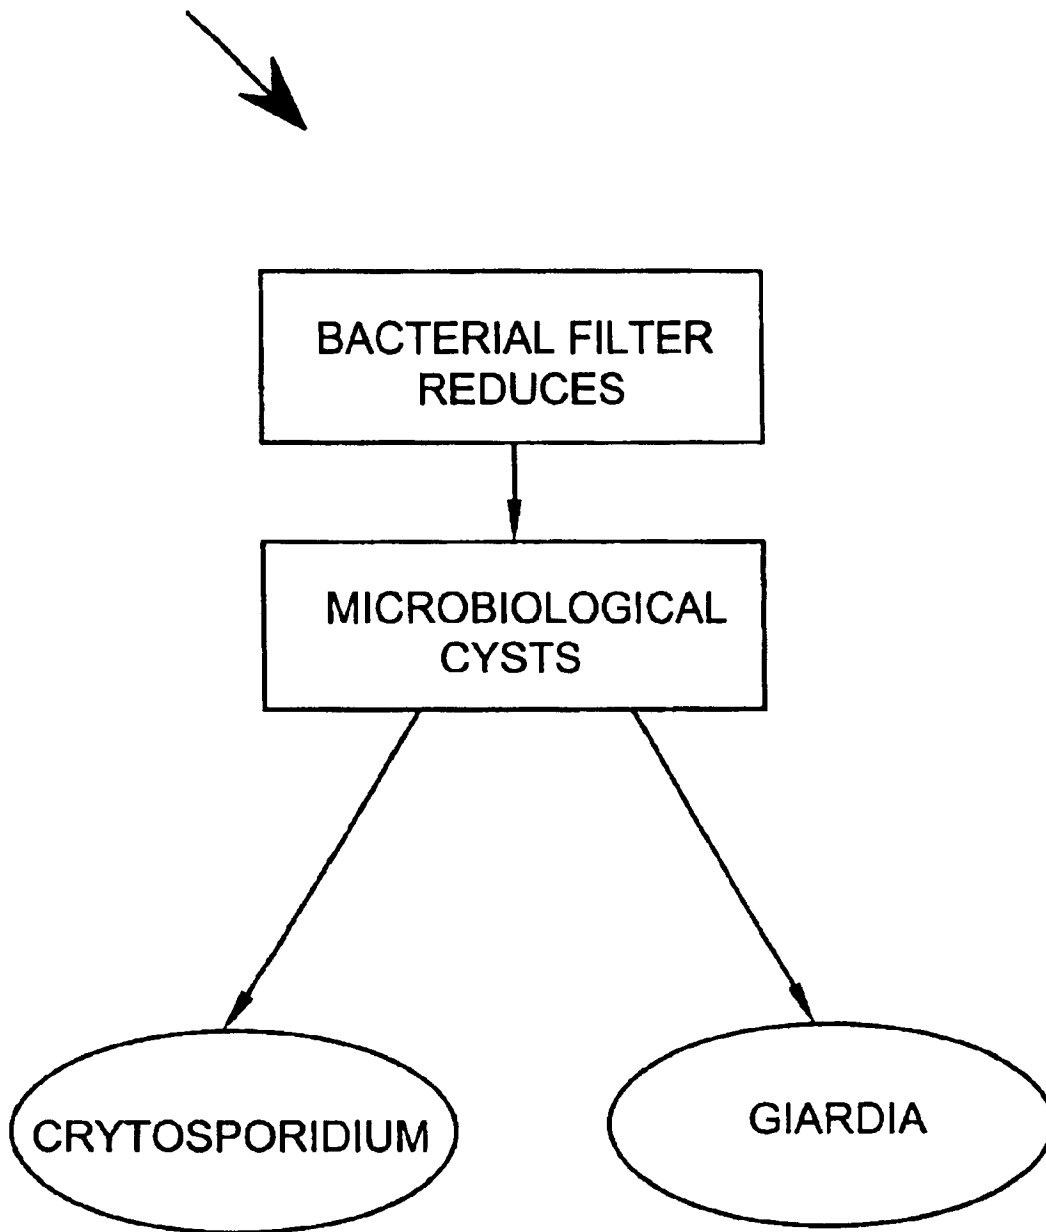 BACTERIAL FILTER
REDUCES
MICROBIOLOGICAL
CYSTS
CRYTOSPORIDIUM
GIARDIA